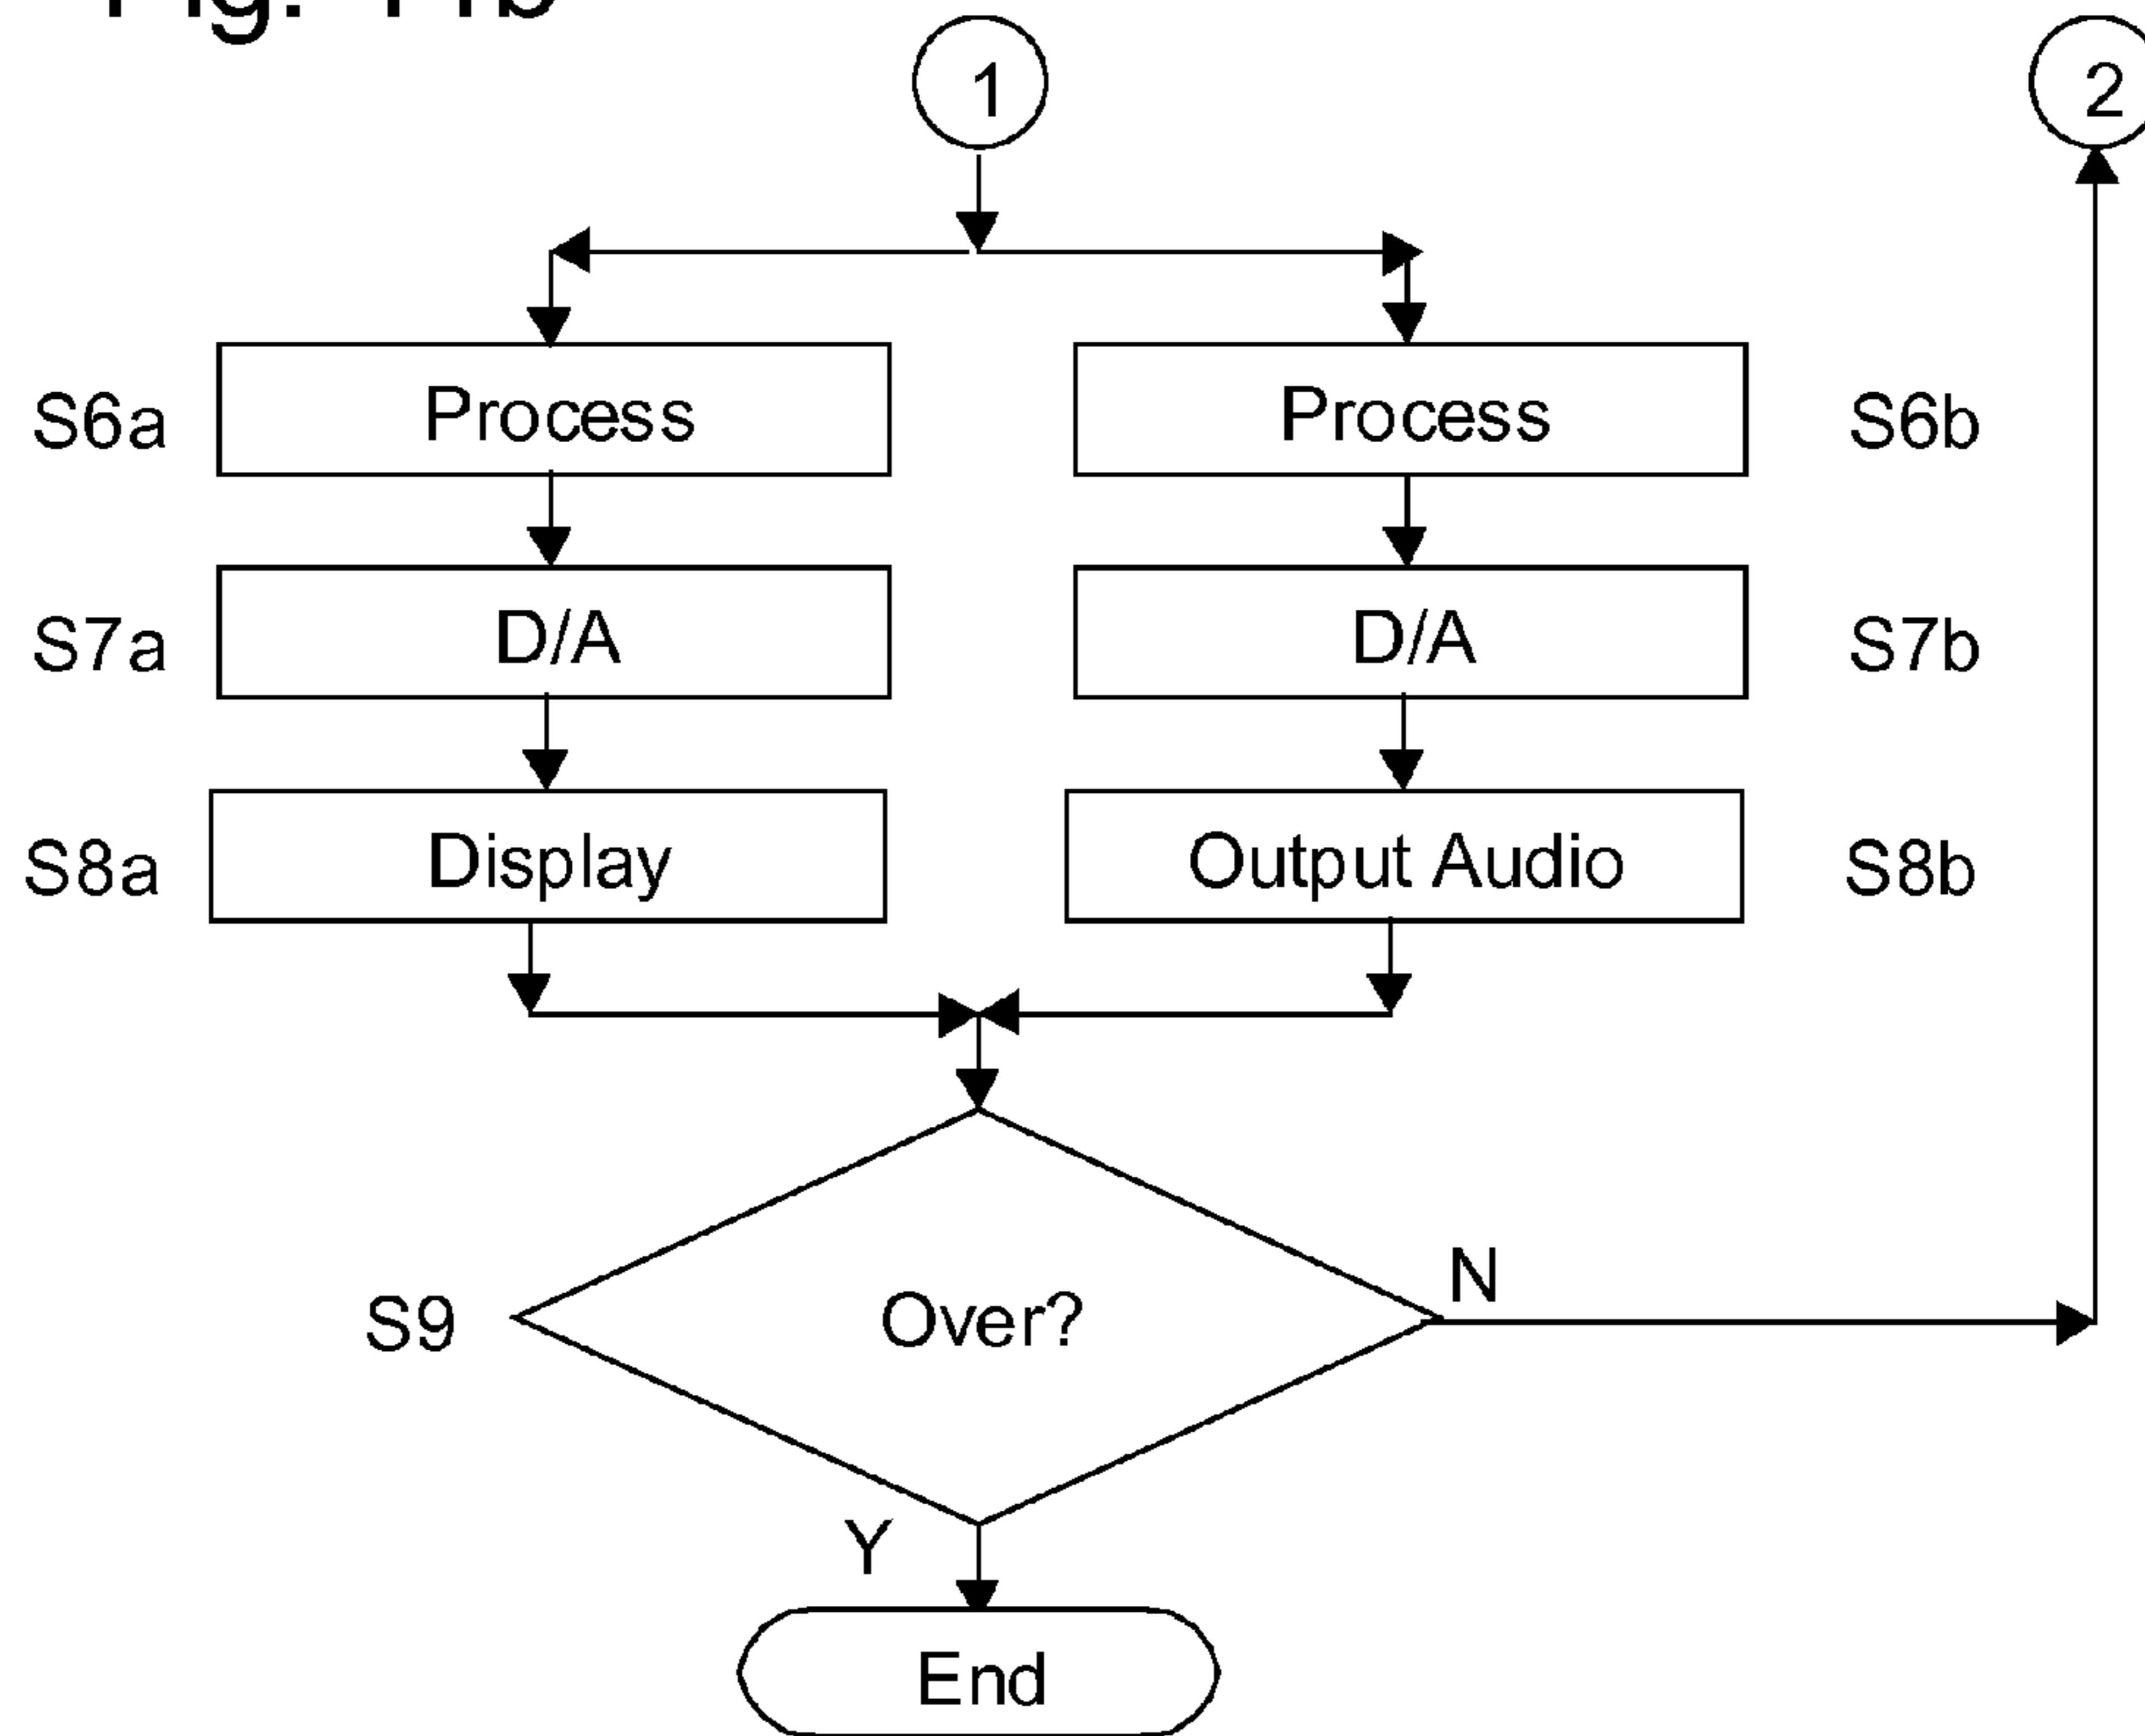 1
2
S6a
Process
Process
S6b
S7a
D/A
D/A
S7b
S8a
Display
Output Audio
S8b
S9
Over?
N
Y
End